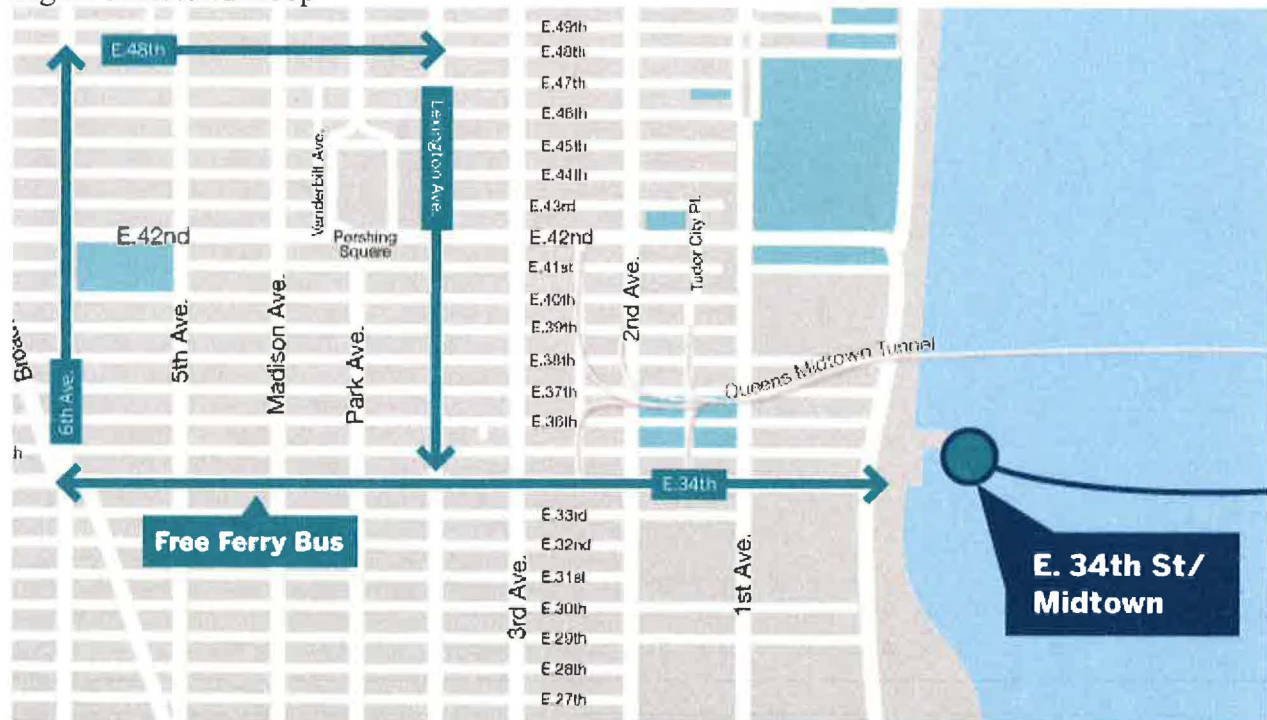 E.48th
Lexington Ave.
6th Ave.
E.34th
Free Ferry Bus
E. 34th St/
Midtown
E.42nd
5th Ave.
Madison Ave.
Park Ave.
Vanderbilt Ave.
Pershing
Square
3rd Ave.
2nd Ave.
Tudor City Pl.
1st Ave.
Queens Midtown Tunnel
E.49th
E.48th
E.47th
E.46th
E.45th
E.44th
E.43rd
E.42nd
E.41st
E.40th
E.39th
E.38th
E.37th
E.36th
E.33rd
E.32nd
E.31st
E.30th
E.29th
E.28th
E.27th